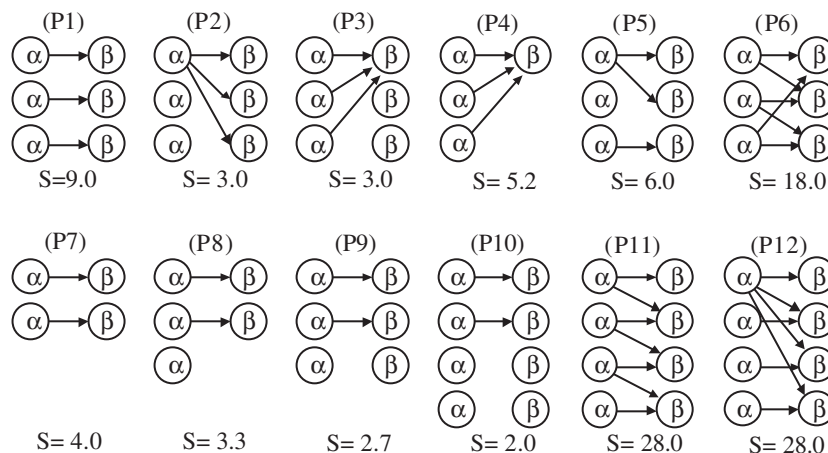 (P1) (P2) (P3) (P4) (P5) (P6)
α β α β α β α β α β α β
α β α β α β α α β α β
α β α β α β α α β α β
S=9.0 S= 3.0 S= 3.0 S= 5.2 S= 6.0 S= 18.0
(P7) (P8) (P9) (P10) (P11) (P12)
α β α β α β α β α β α β
α β α β α β α β α β α β
α α β α β α β α β
α β α β α β
S= 4.0 S= 3.3 S= 2.7 S= 2.0 S= 28.0 S= 28.0